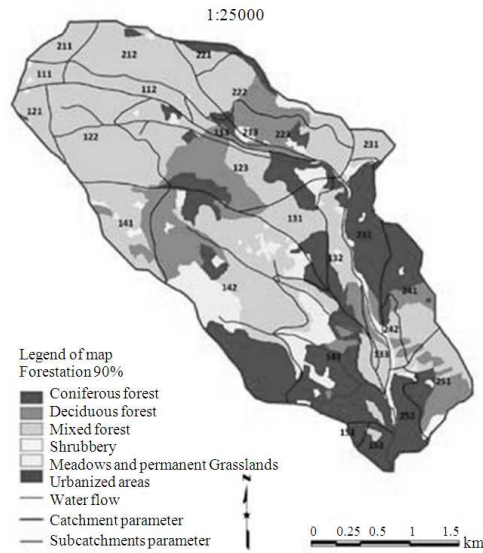 1:25000
211
212
221
111
112
222
121
213
122
231
123
131
141
132
232
142
241
242
133
251
252
Legend of map
Forestation 90%
Coniferous forest
Deciduous forest
Mixed forest
Shrubbery
Meadows and permanent Grasslands
Urbanized areas
Water flow
Catchment parameter
Subcatchments parameter
0 0.25 0.5 1 1.5
km